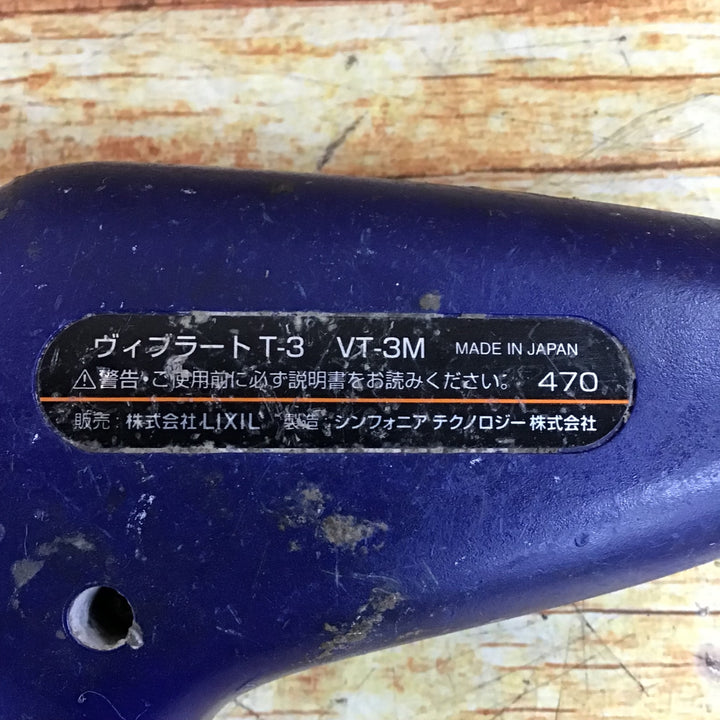 ヴィブラート T-3 VT-3M MADE IN JAPAN
⚠警告・ご使用前に必ず説明書をお読みください。 470
販売：株式会社LIXIL 製造：シンフォニア テクノロジー株式会社